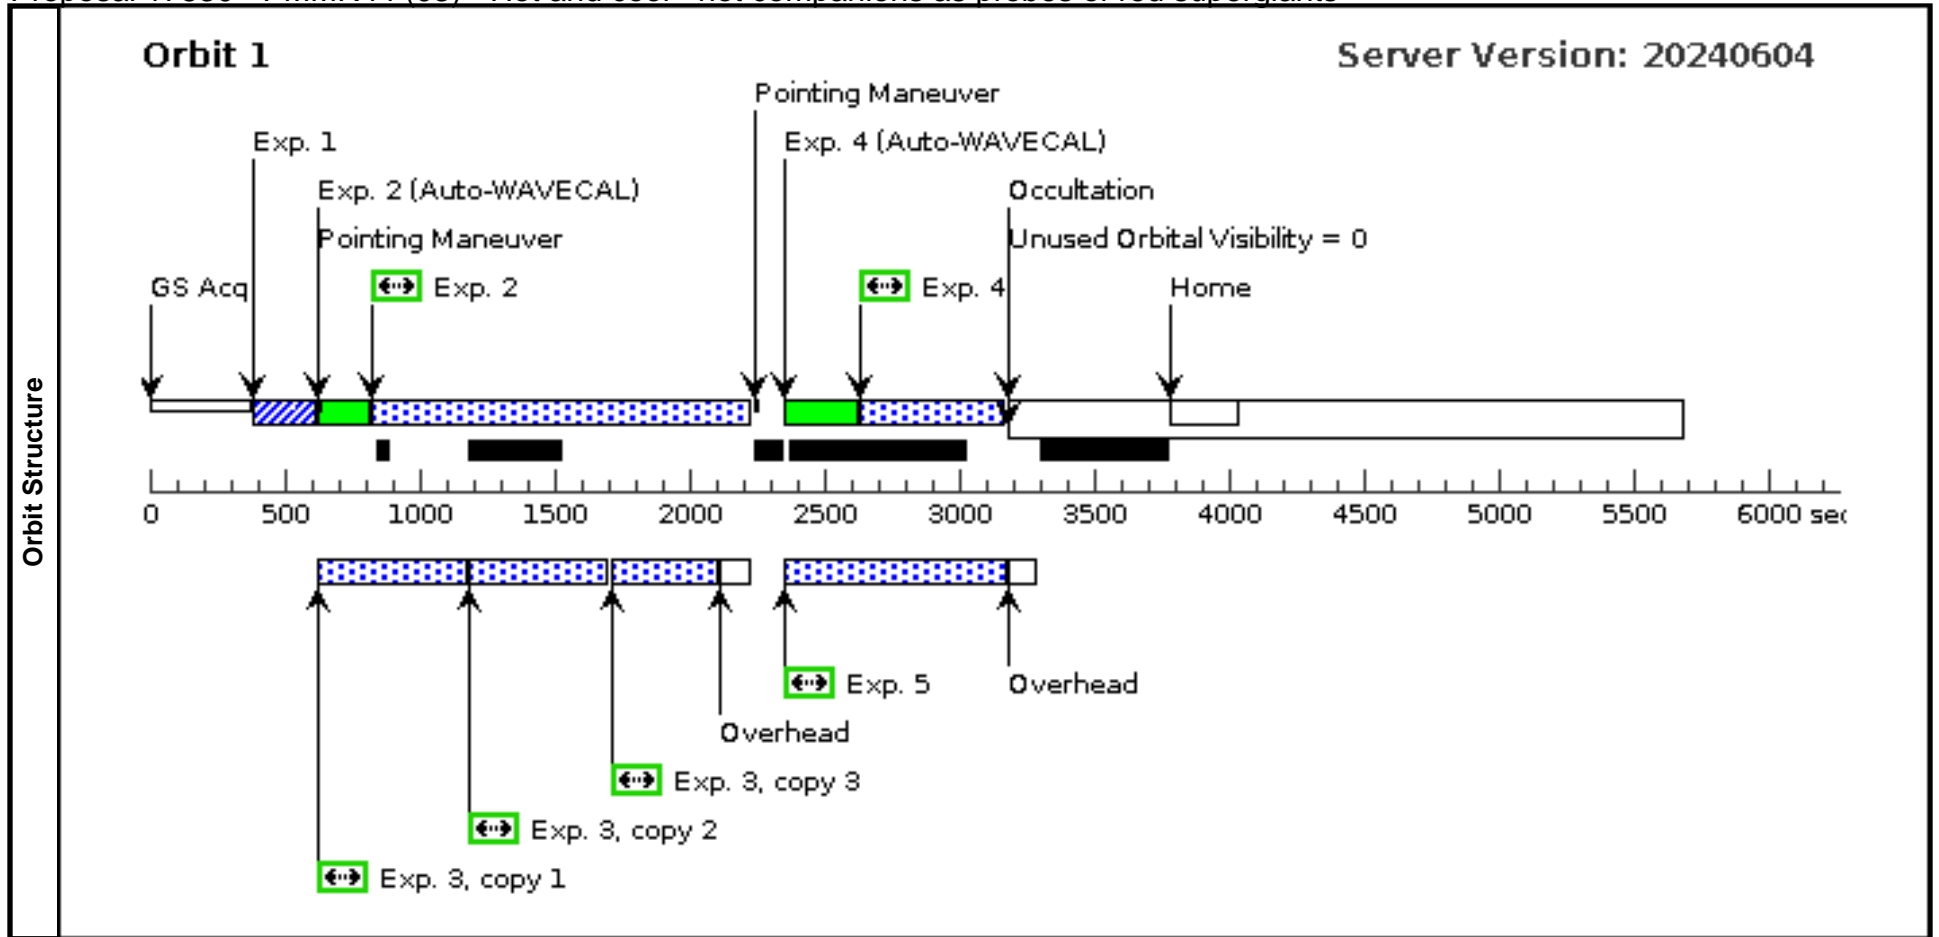 Orbit 1
Server Version: 20240604
Pointing Maneuver
Exp. 1
Exp. 4 (Auto-WAVECAL)
Exp. 2 (Auto-WAVECAL)
Occultation
Pointing Maneuver
Unused Orbital Visibility = 0
GS Acq
Exp. 2
Exp. 4
Home
0 500 1000 1500 2000 2500 3000 3500 4000 4500 5000 5500 6000 sec
Orbit Structure
Exp. 5
Overhead
Overhead
Exp. 3, copy 3
Exp. 3, copy 2
Exp. 3, copy 1